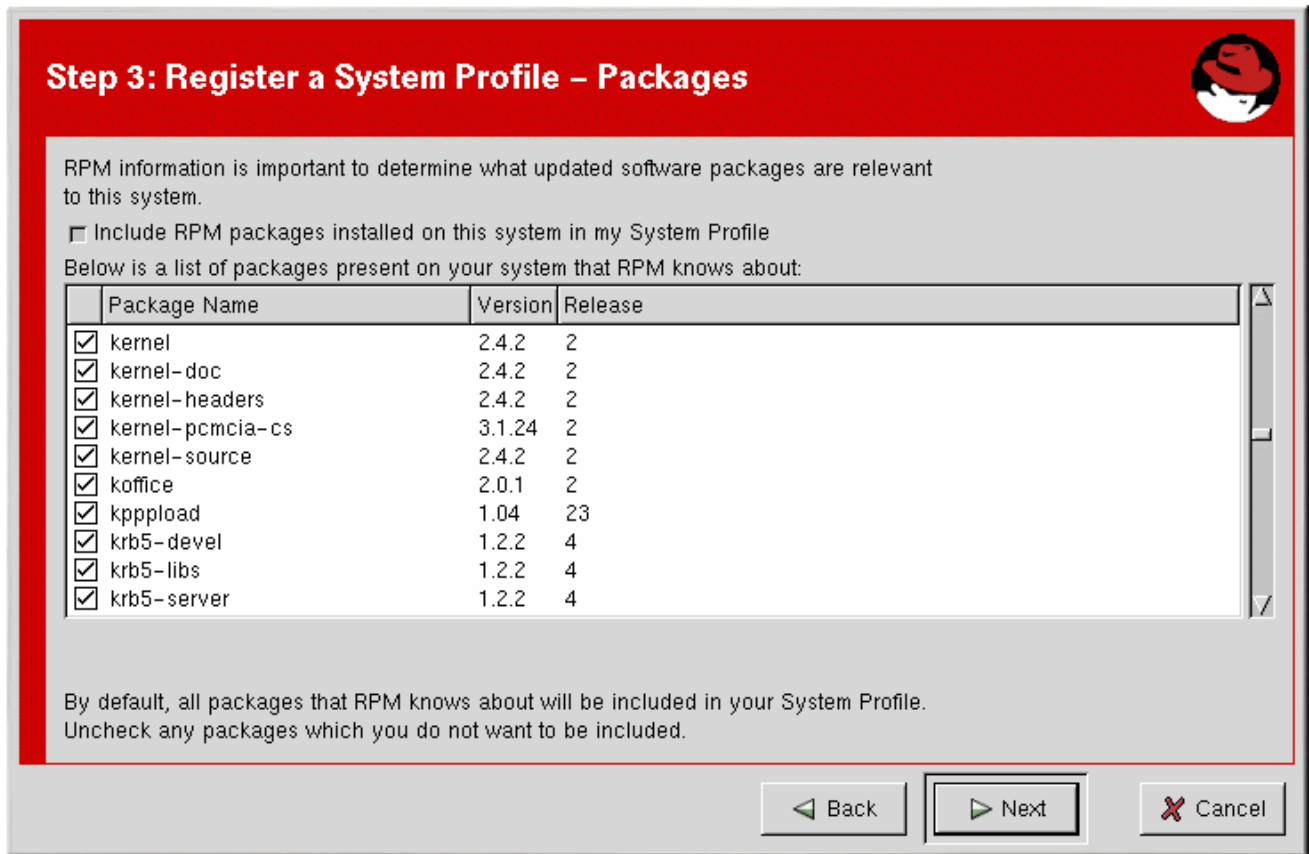 Step 3: Register a System Profile – Packages
RPM information is important to determine what updated software packages are relevant
to this system.
Include RPM packages installed on this system in my System Profile
Below is a list of packages present on your system that RPM knows about:
Package Name Version Release
kernel 2.4.2 2
kernel-doc 2.4.2 2
kernel-headers 2.4.2 2
kernel-pcmcia-cs 3.1.24 2
kernel-source 2.4.2 2
koffice 2.0.1 2
kpppload 1.04 23
krb5-devel 1.2.2 4
krb5-libs 1.2.2 4
krb5-server 1.2.2 4
By default, all packages that RPM knows about will be included in your System Profile.
Uncheck any packages which you do not want to be included.
Back Next Cancel